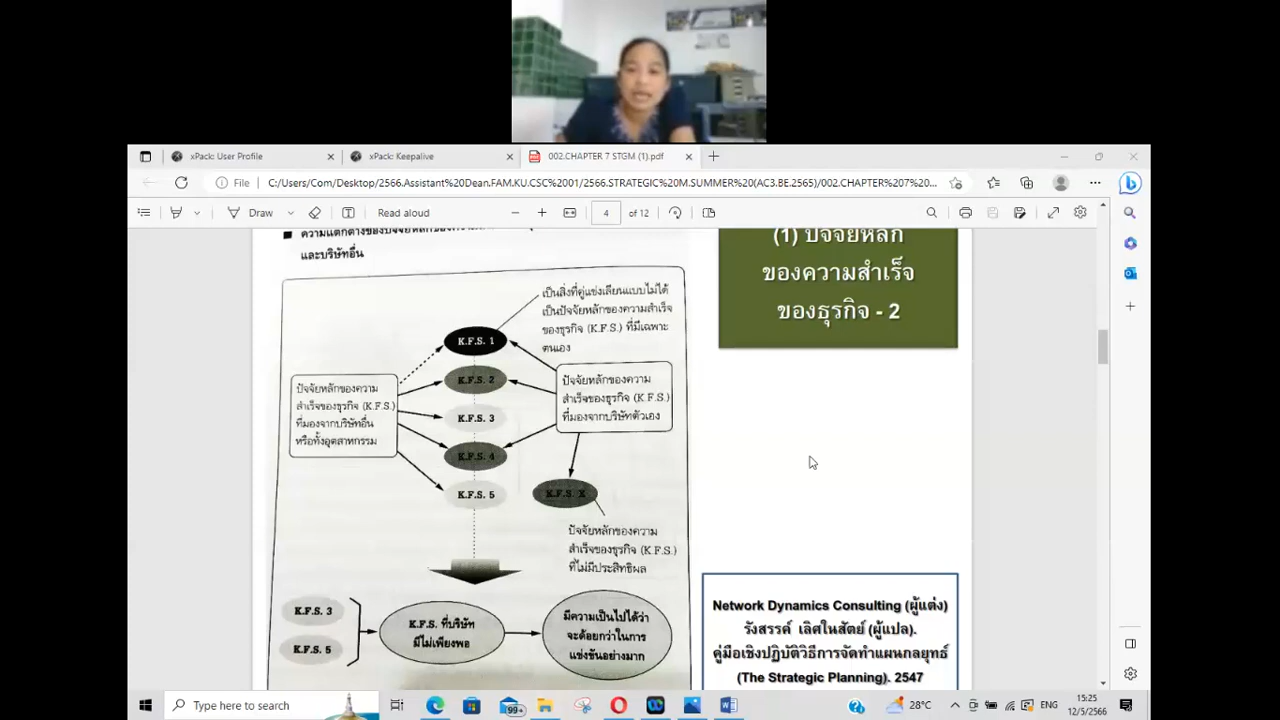 xPack: User Profile
xPack: Keepalive
002.CHAPTER 7 STGM (1).pdf
File
C:/Users/Com/Desktop/2566.Assistant%20Dean.FAM.KU.CSC%2001/2566.STRATEGIC%20M.SUMMER%20(AC3.BE.2565)/002.CHAPTER%207%20...
Draw
Read aloud
4
of 12
และบริษัทอื่น
(1) ปัจจัยหลัก
ของความสำเร็จ
ของธุรกิจ - 2
เป็นสิ่งที่คู่แข่งเลียนแบบไม่ได้
เป็นปัจจัยหลักของความสำเร็จ
ของธุรกิจ (K.F.S.) ที่มีเฉพาะ
ตนเอง
K.F.S. 1
K.F.S. 2
K.F.S. 3
K.F.S. 4
K.F.S. 5
ปัจจัยหลักของความ
สำเร็จของธุรกิจ (K.F.S.)
ที่มองจากบริษัทอื่น
หรือทั้งอุตสาหกรรม
ปัจจัยหลักของความ
สำเร็จของธุรกิจ (K.F.S.)
ที่มองจากบริษัทตัวเอง
K.F.S. X
ปัจจัยหลักของความ
สำเร็จของธุรกิจ (K.F.S.)
ที่ไม่มีประสิทธิผล
K.F.S. 3
K.F.S. 5
K.F.S. ที่บริษัท
มีไม่เพียงพอ
มีความเป็นไปได้ว่า
จะด้อยกว่าในการ
แข่งขันอย่างมาก
Network Dynamics Consulting (ผู้แต่ง)
รังสรรค์ เลิศในสัตย์ (ผู้แปล).
คู่มือเชิงปฏิบัติวิธีการจัดทำแผนกลยุทธ์
(The Strategic Planning). 2547
Type here to search
99+
28°C
ENG
15:25
12/5/2566